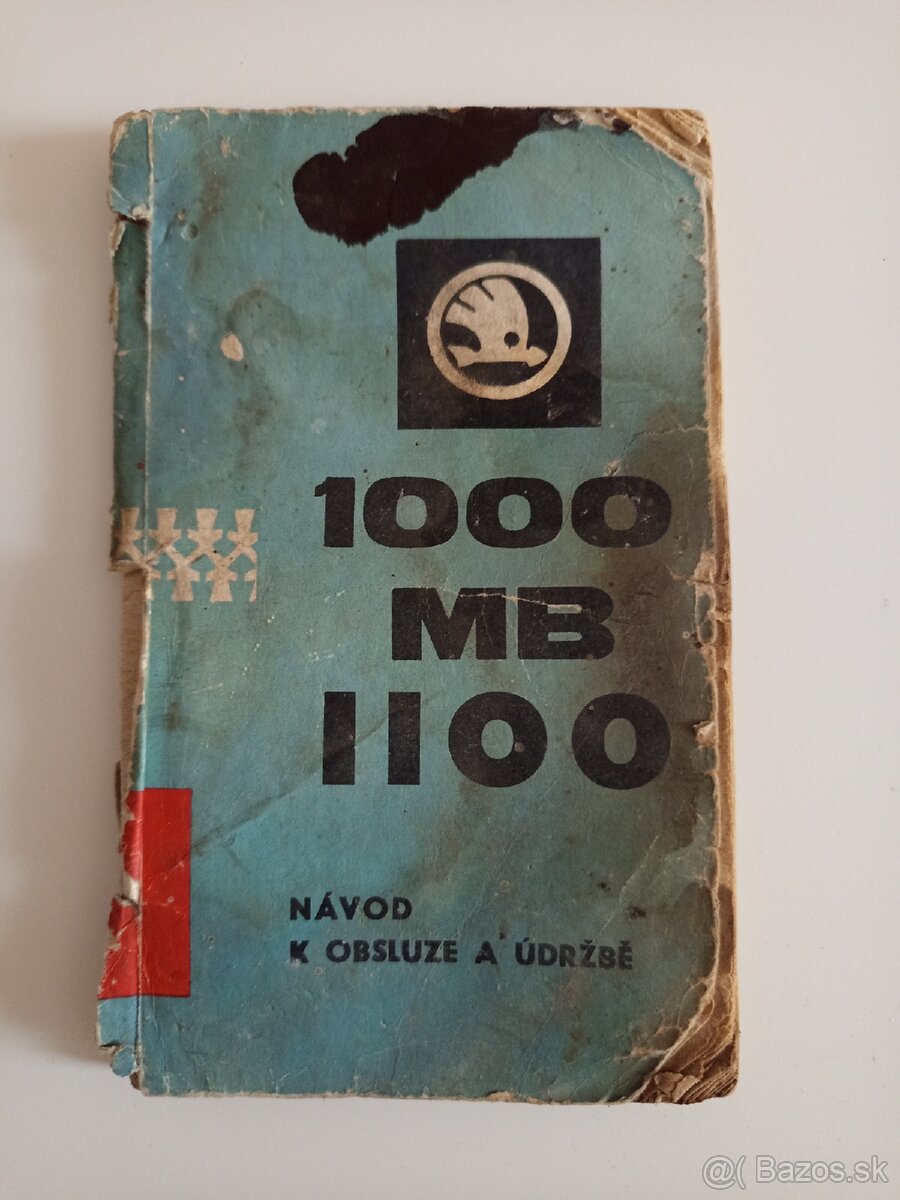 1000
MB
1100
NÁVOD
K OBSLUZE A ÚDRŽBĚ
@( Bazos.sk